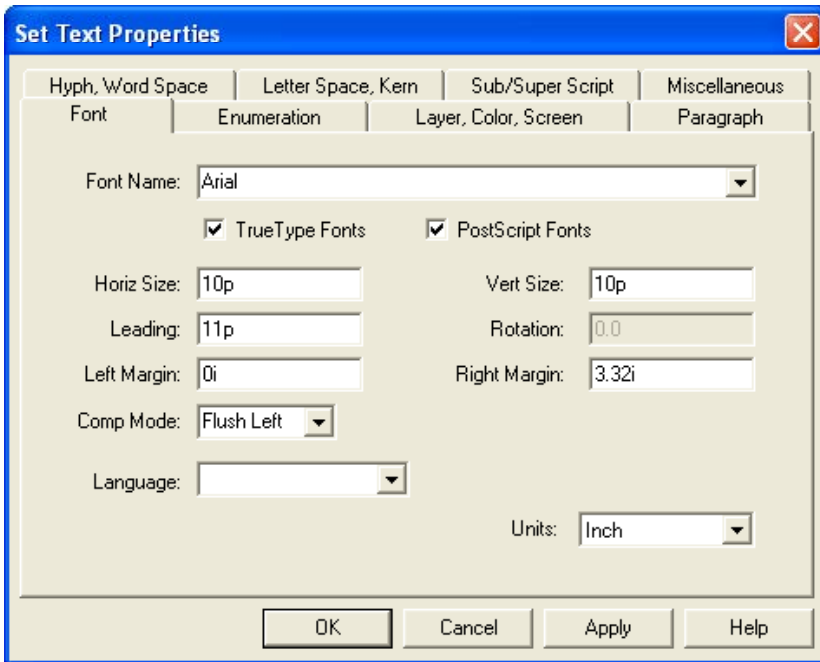 Set Text Properties
Hyph, Word Space Letter Space, Kern Sub/Super Script Miscellaneous
Font Enumeration Layer, Color, Screen Paragraph
Font Name: Arial
TrueType Fonts PostScript Fonts
Horiz Size: 10p Vert Size: 10p
Leading: 11p Rotation: 0.0
Left Margin: 0i Right Margin: 3.32i
Comp Mode: Flush Left
Language:
Units: Inch
OK Cancel Apply Help